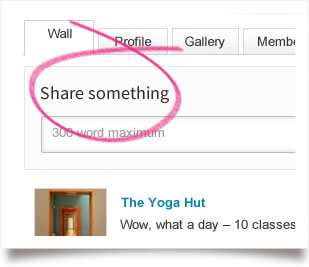 Wall Profile Gallery Membe
Share something
300 word maximum
The Yoga Hut
Wow, what a day – 10 classes